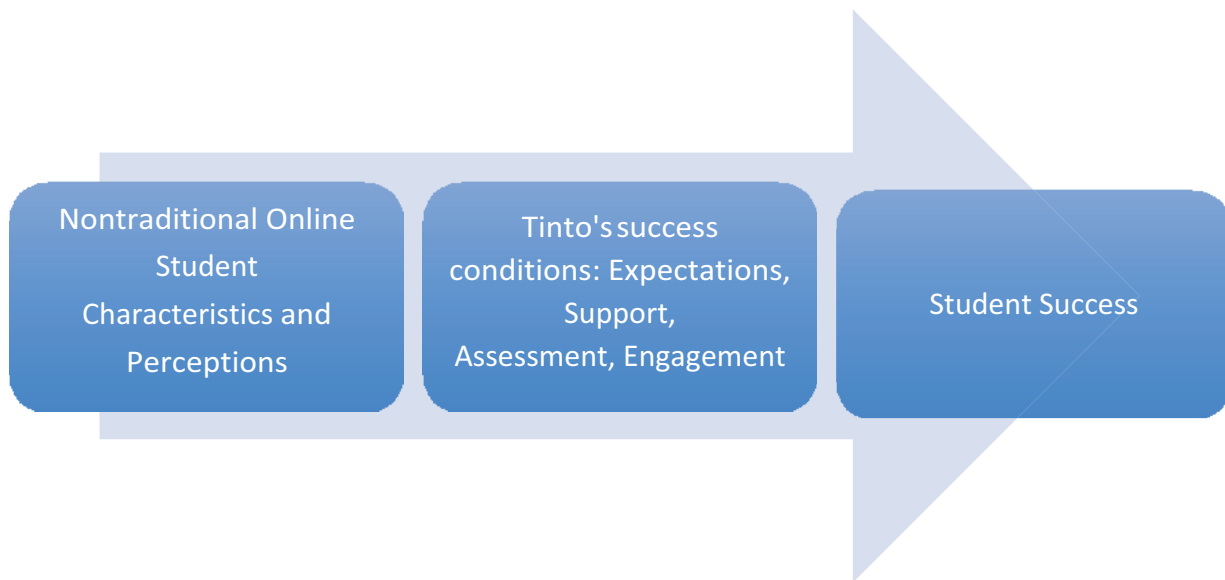 Nontraditional Online
Student
Characteristics and
Perceptions
Tinto's success
conditions: Expectations,
Support,
Assessment, Engagement
Student Success